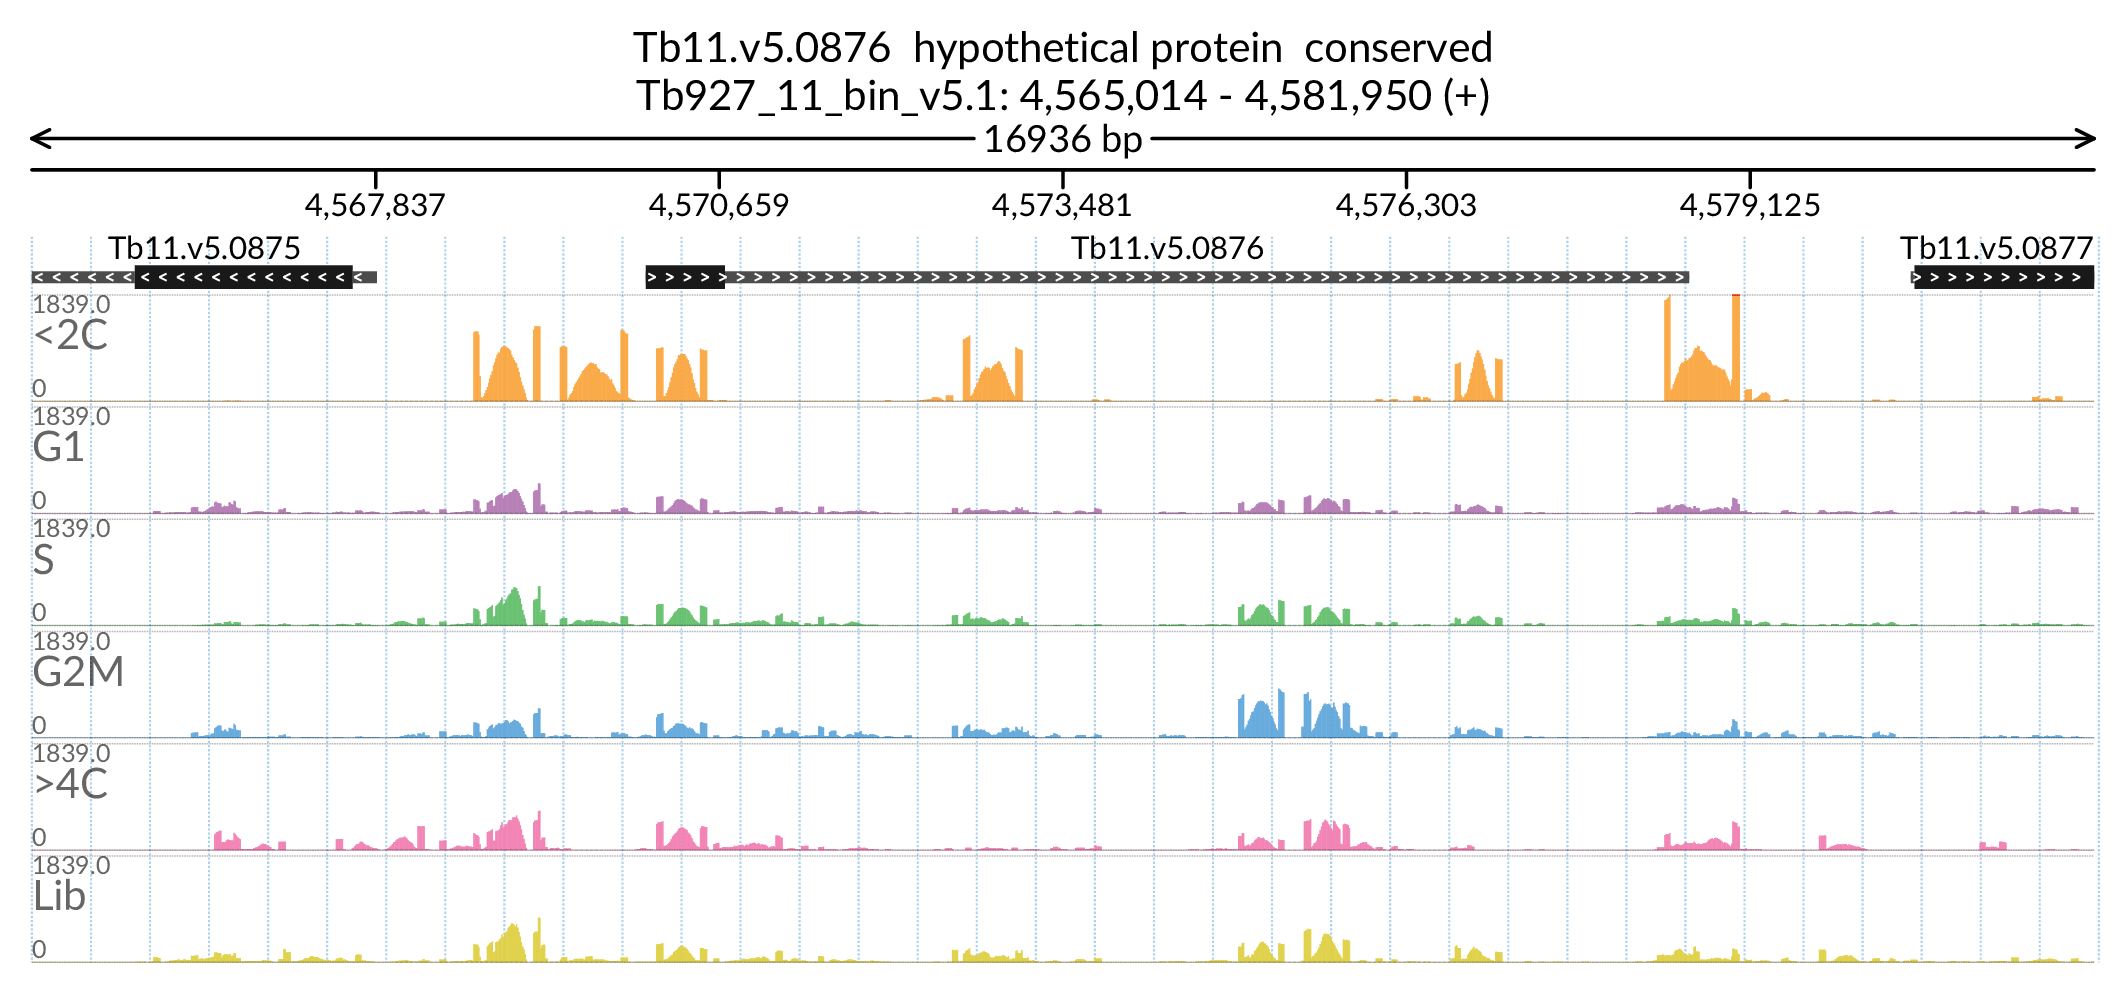 Tb11.v5.0876 hypothetical protein conserved
Tb927_11_bin_v5.1: 4,565,014 - 4,581,950 (+)
16936 bp
4,567,837 4,570,659 4,573,481 4,576,303 4,579,125
Tb11.v5.0875 Tb11.v5.0876 Tb11.v5.0877
1839.0
<2C
0
1839.0
G1
0
1839.0
S
0
1839.0
G2M
0
1839.0
>4C
0
1839.0
Lib
0